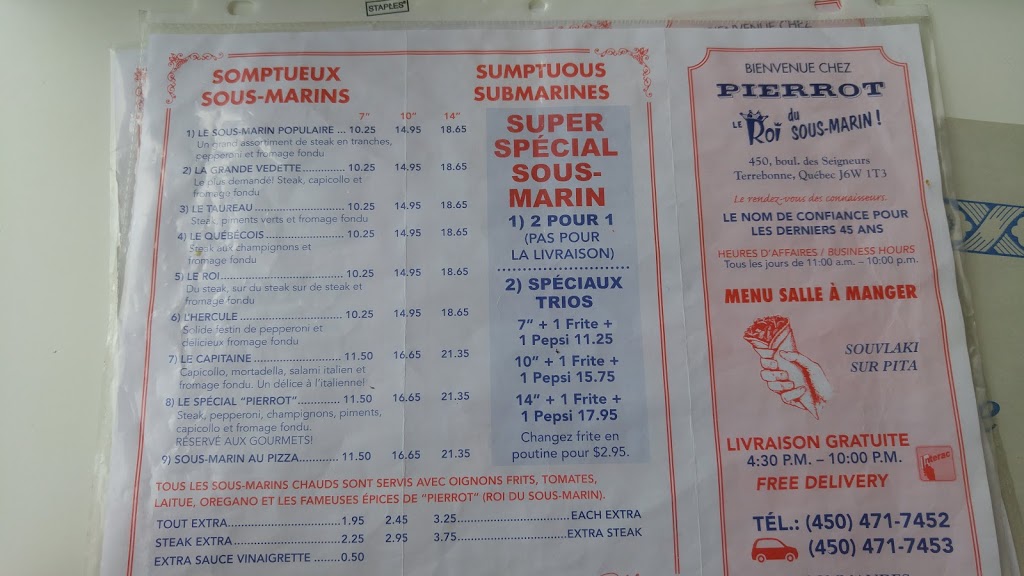 STAPLES
BIENVENUE CHEZ
SOMPTUEUX
SOUS-MARINS
7" 10" 14"
1) LE SOUS-MARIN POPULAIRE ... 10.25 14.95 18.65
Un grand assortiment de steak en tranches,
pepperoni et fromage fondu
2) LA GRANDE VEDETTE............. 10.25 14.95 18.65
Le plus demandé! Steak, capicollo et
fromage fondu
3) LE TAUREAU........................... 10.25 14.95 18.65
Steak, piments verts et fromage fondu
4) LE QUÉBÉCOIS........................ 10.25 14.95 18.65
Steak aux champignons et
fromage fondu
5) LE ROI.................................... 10.25 14.95 18.65
Du steak, sur du steak sur de steak et
fromage fondu
6) L'HERCULE ............................. 10.25 14.95 18.65
Solide festin de pepperoni et
délicieux fromage fondu
7) LE CAPITAINE ......................... 11.50 16.65 21.35
Capicollo, mortadella, salami italien et
fromage fondu. Un délice à l'italienne!
8) LE SPÉCIAL "PIERROT"............ 11.50 16.65 21.35
Steak, pepperoni, champignons, piments,
capicollo et fromage fondu.
RÉSERVÉ AUX GOURMETS!
9) SOUS-MARIN AU PIZZA............ 11.50 16.65 21.35
SUMPTUOUS
SUBMARINES
SUPER
SPÉCIAL
SOUS-
MARIN
1) 2 POUR 1
(PAS POUR
LA LIVRAISON)
2) SPÉCIAUX
TRIOS
7" + 1 Frite +
1 Pepsi 11.25
10" + 1 Frite +
1 Pepsi 15.75
14" + 1 Frite +
1 Pepsi 17.95
Changez frite en
poutine pour $2.95.
TOUS LES SOUS-MARINS CHAUDS SONT SERVIS AVEC OIGNONS FRITS, TOMATES,
LAITUE, OREGANO ET LES FAMEUSES ÉPICES DE "PIERROT" (ROI DU SOUS-MARIN).
TOUT EXTRA............................1.95 2.45 3.25............................EACH EXTRA
STEAK EXTRA...........................2.25 2.95 3.75............................EXTRA STEAK
EXTRA SAUCE VINAIGRETTE ......0.50
BIENVENUE CHEZ
PIERROT
LE Roi du SOUS-MARIN !
450, boul. des Seigneurs
Terrebonne, Québec J6W 1T3
Le rendez-vous des connaisseurs.
LE NOM DE CONFIANCE POUR
LES DERNIERS 45 ANS
HEURES D'AFFAIRES / BUSINESS HOURS
Tous les jours de 11:00 a.m. – 10:00 p.m.
MENU SALLE À MANGER
SOUVLAKI
SUR PITA
LIVRAISON GRATUITE
4:30 P.M. – 10:00 P.M.
FREE DELIVERY
Interac
TÉL.: (450) 471-7452
(450) 471-7453